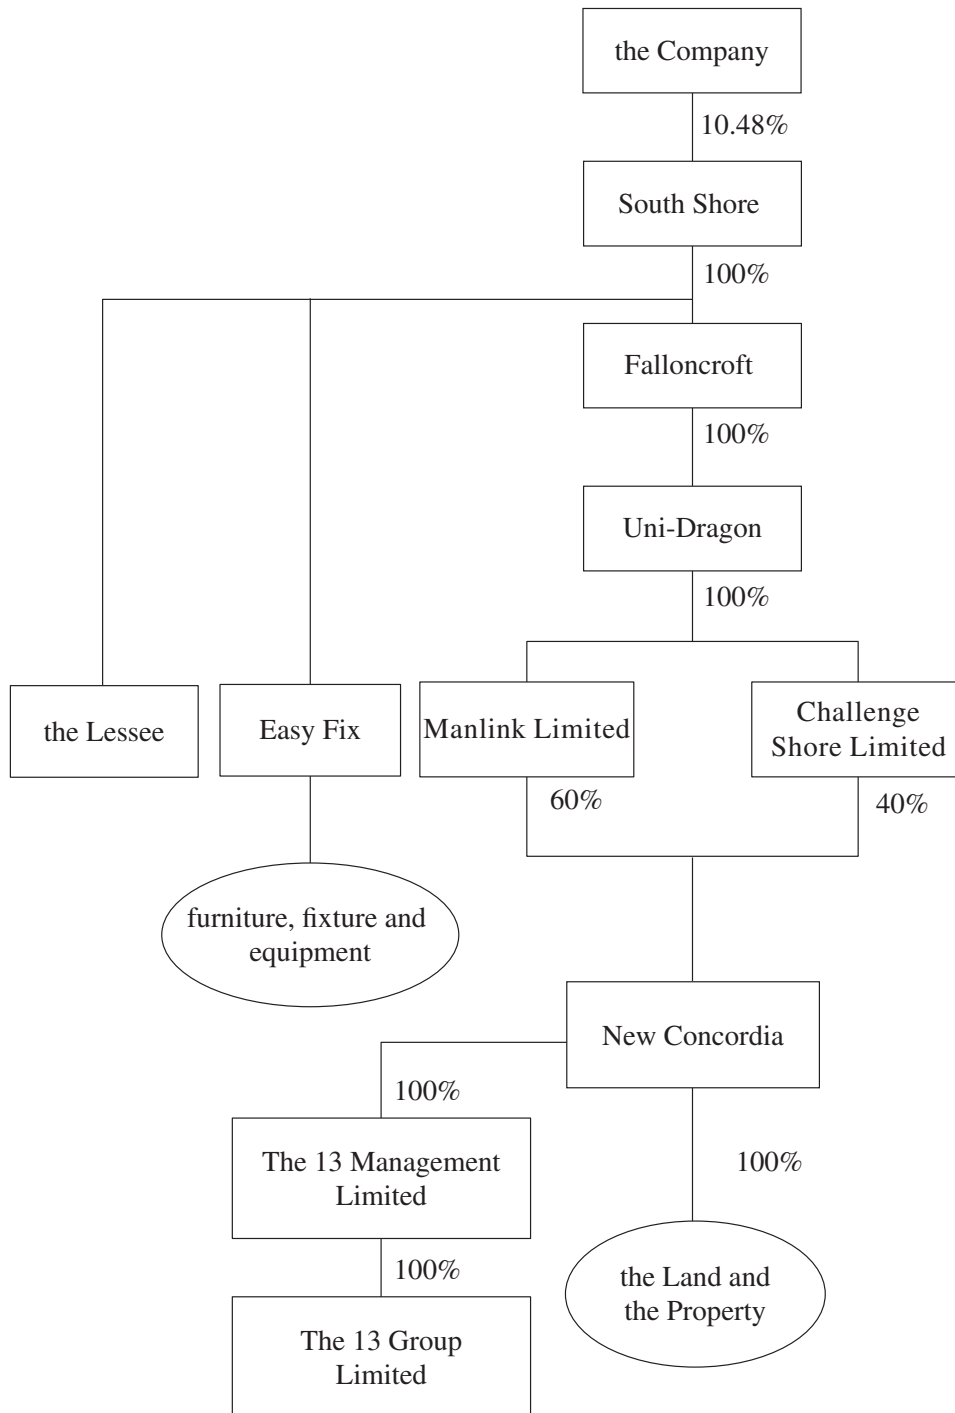 the Company
10.48%
South Shore
100%
Falloncroft
100%
Uni-Dragon
100%
the Lessee
Easy Fix
Manlink Limited
Challenge
Shore Limited
60%
40%
furniture, fixture and
equipment
New Concordia
100%
The 13 Management
Limited
100%
100%
the Land and
the Property
The 13 Group
Limited